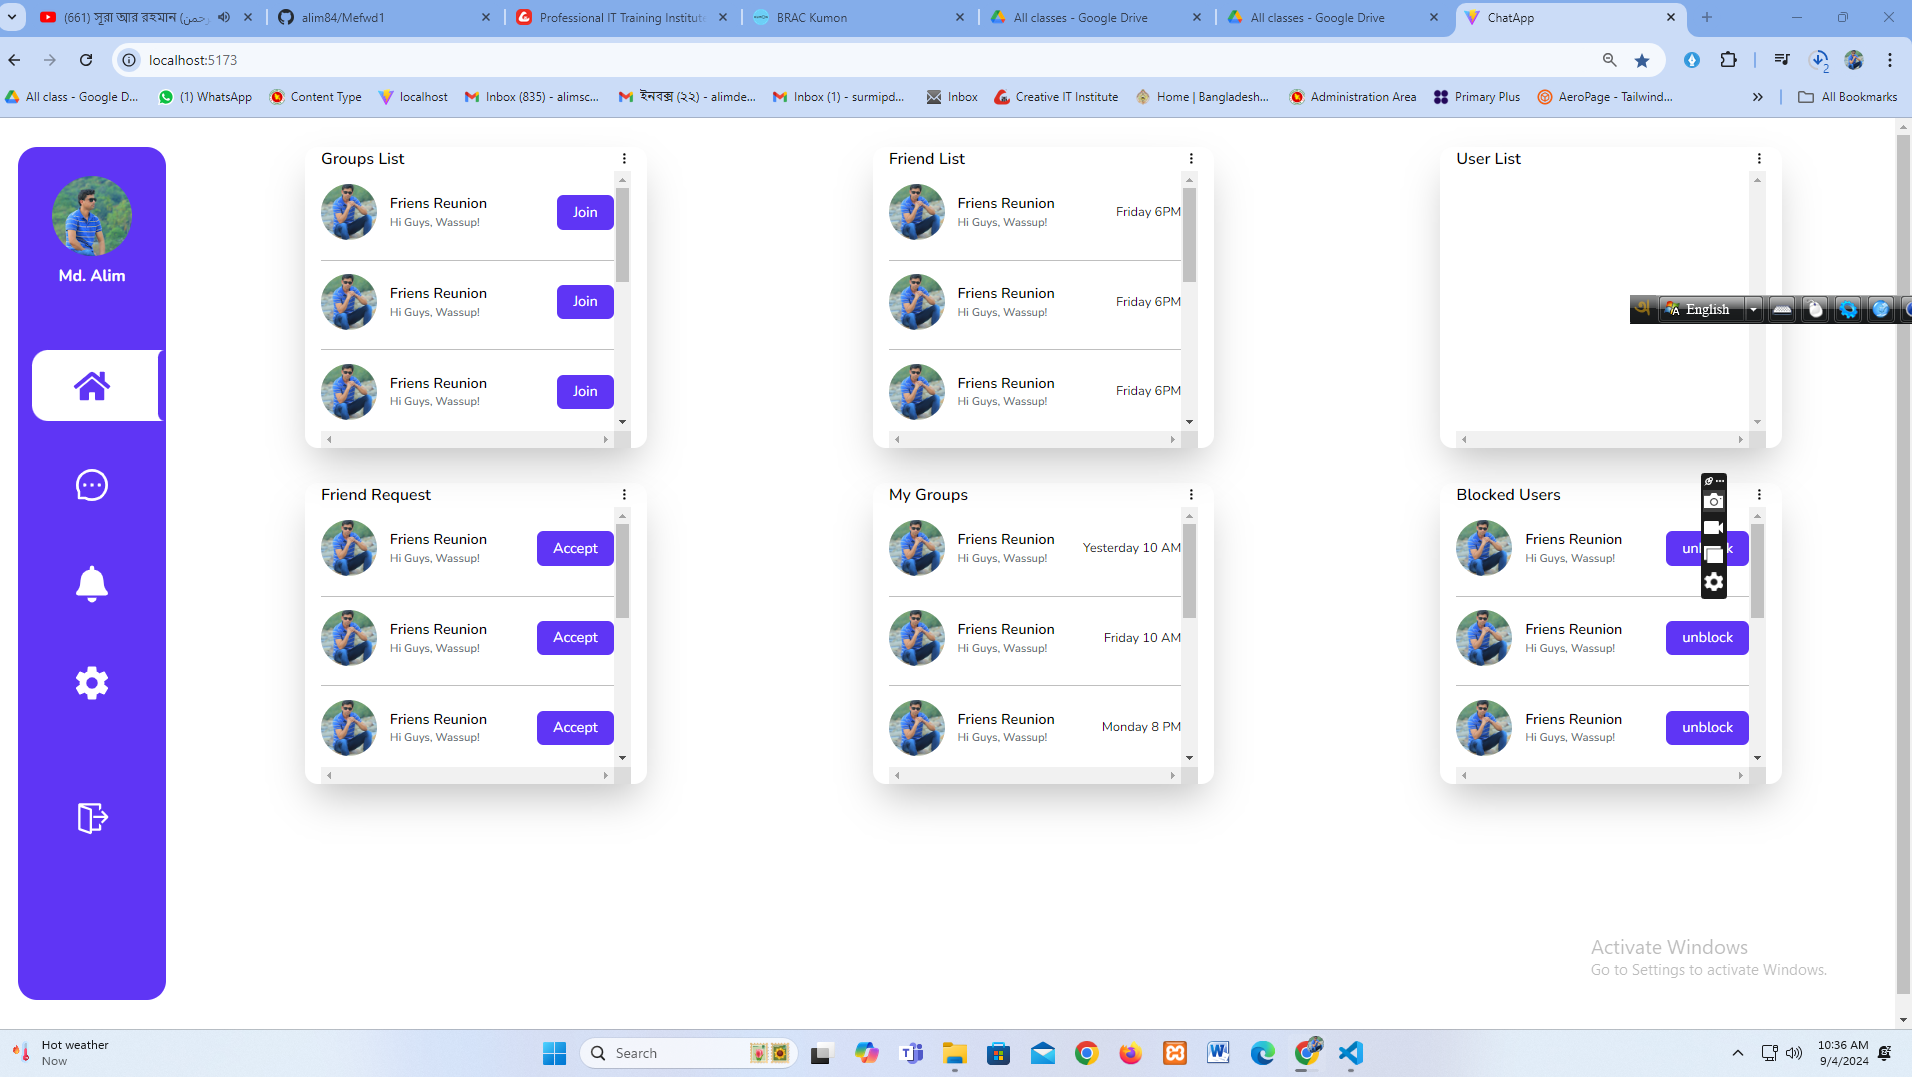 (661) সূরা আর রহমান (رحمن
alim84/Mefwd1
Professional IT Training Institute
BRAC Kumon
All classes - Google Drive
All classes - Google Drive
ChatApp
localhost:5173
2
All class - Google D...
(1) WhatsApp
Content Type
localhost
Inbox (835) - alimsc...
ইনবক্স (২২) - alimde...
Inbox (1) - surmipd...
Inbox
Creative IT Institute
Home | Bangladesh...
Administration Area
Primary Plus
AeroPage - Tailwind...
All Bookmarks
Md. Alim
Groups List
Friens Reunion
Hi Guys, Wassup!
Join
Friens Reunion
Hi Guys, Wassup!
Join
Friens Reunion
Hi Guys, Wassup!
Join
Friend List
Friens Reunion
Hi Guys, Wassup!
Friday 6PM
Friens Reunion
Hi Guys, Wassup!
Friday 6PM
Friens Reunion
Hi Guys, Wassup!
Friday 6PM
User List
অ English
Friend Request
Friens Reunion
Hi Guys, Wassup!
Accept
Friens Reunion
Hi Guys, Wassup!
Accept
Friens Reunion
Hi Guys, Wassup!
Accept
My Groups
Friens Reunion
Hi Guys, Wassup!
Yesterday 10 AM
Friens Reunion
Hi Guys, Wassup!
Friday 10 AM
Friens Reunion
Hi Guys, Wassup!
Monday 8 PM
Blocked Users
Friens Reunion
Hi Guys, Wassup!
Friens Reunion
Hi Guys, Wassup!
unblock
Friens Reunion
Hi Guys, Wassup!
unblock
Activate Windows
Go to Settings to activate Windows.
Hot weather
Now
Search
10:36 AM
9/4/2024